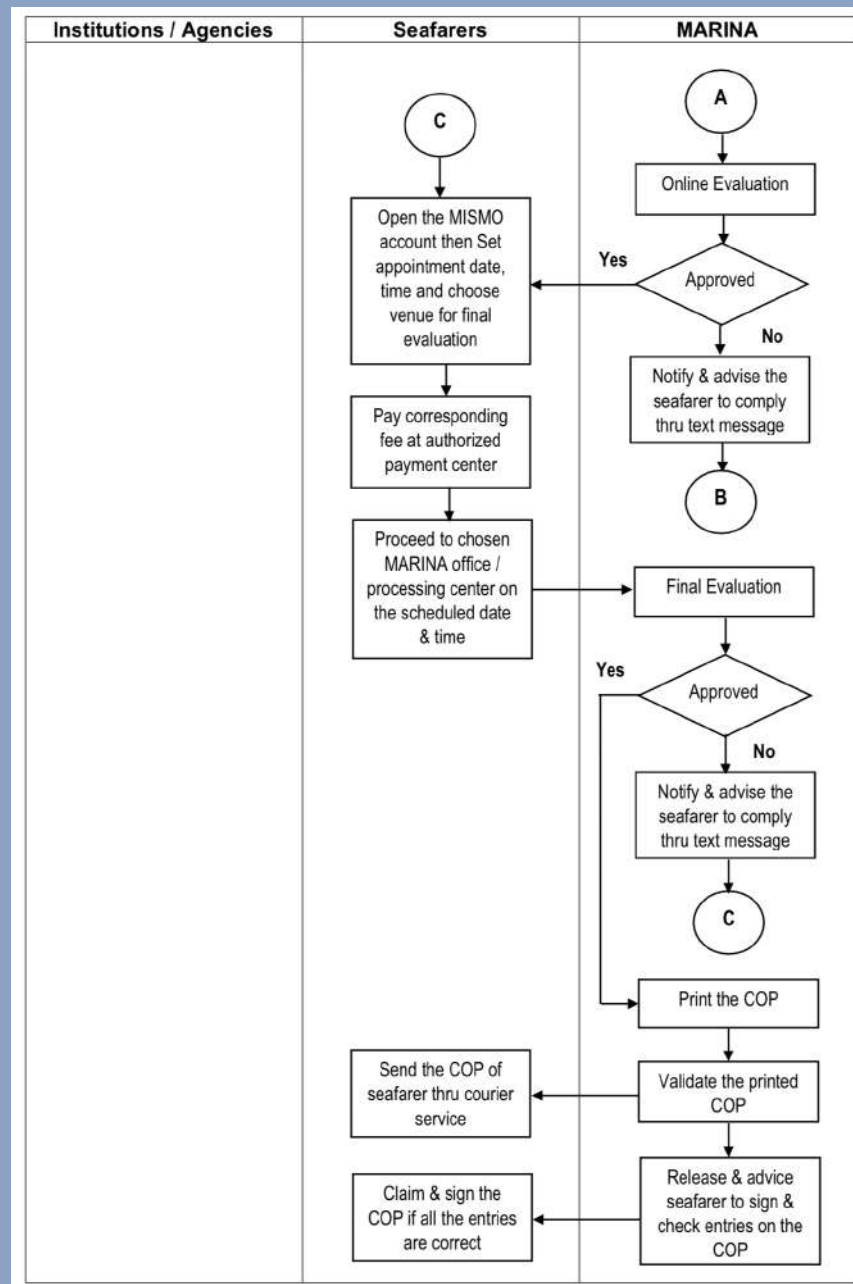 Institutions / Agencies
Seafarers
MARINA
A
C
Online Evaluation
Open the MISMO
account then Set
appointment date,
time and choose
venue for final
evaluation
Yes
Approved
No
Notify & advise the
seafarer to comply
thru text message
Pay corresponding
fee at authorized
payment center
B
Proceed to chosen
MARINA office /
processing center on
the scheduled date
& time
Final Evaluation
Yes
Approved
No
Notify & advise the
seafarer to comply
thru text message
C
Print the COP
Send the COP of
seafarer thru courier
service
Validate the printed
COP
Claim & sign the
COP if all the entries
are correct
Release & advice
seafarer to sign &
check entries on the
COP